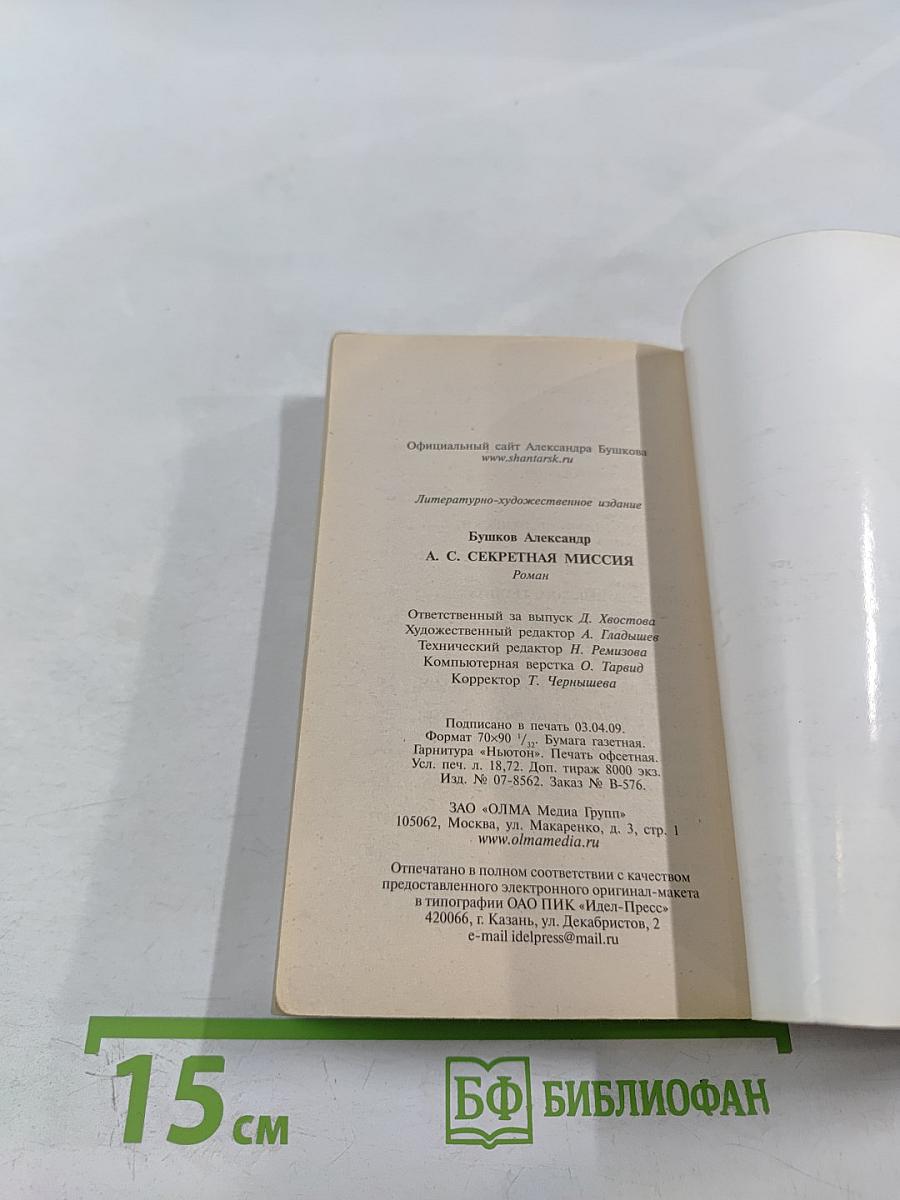 Официальный сайт Александра Бушкова
www.shantarsk.ru
Литературно-художественное издание
Бушков Александр
А. С. СЕКРЕТНАЯ МИССИЯ
Роман
Ответственный за выпуск Д. Хвостова
Художественный редактор А. Гладышев
Технический редактор Н. Ремизова
Компьютерная верстка О. Тарвид
Корректор Т. Чернышева
Подписано в печать 03.04.09.
Формат 70×90 1/32. Бумага газетная.
Гарнитура «Ньютон». Печать офсетная.
Усл. печ. л. 18,72. Доп. тираж 8000 экз.
Изд. № 07-8562. Заказ № В-576.
ЗАО «ОЛМА Медиа Групп»
105062, Москва, ул. Макаренко, д. 3, стр. 1
www.olmamedia.ru
Отпечатано в полном соответствии с качеством
предоставленного электронного оригинал-макета
в типографии ОАО ПИК «Идел-Пресс»
420066, г. Казань, ул. Декабристов, 2
e-mail idelpress@mail.ru
15 см
БФ БИБЛИОФАН